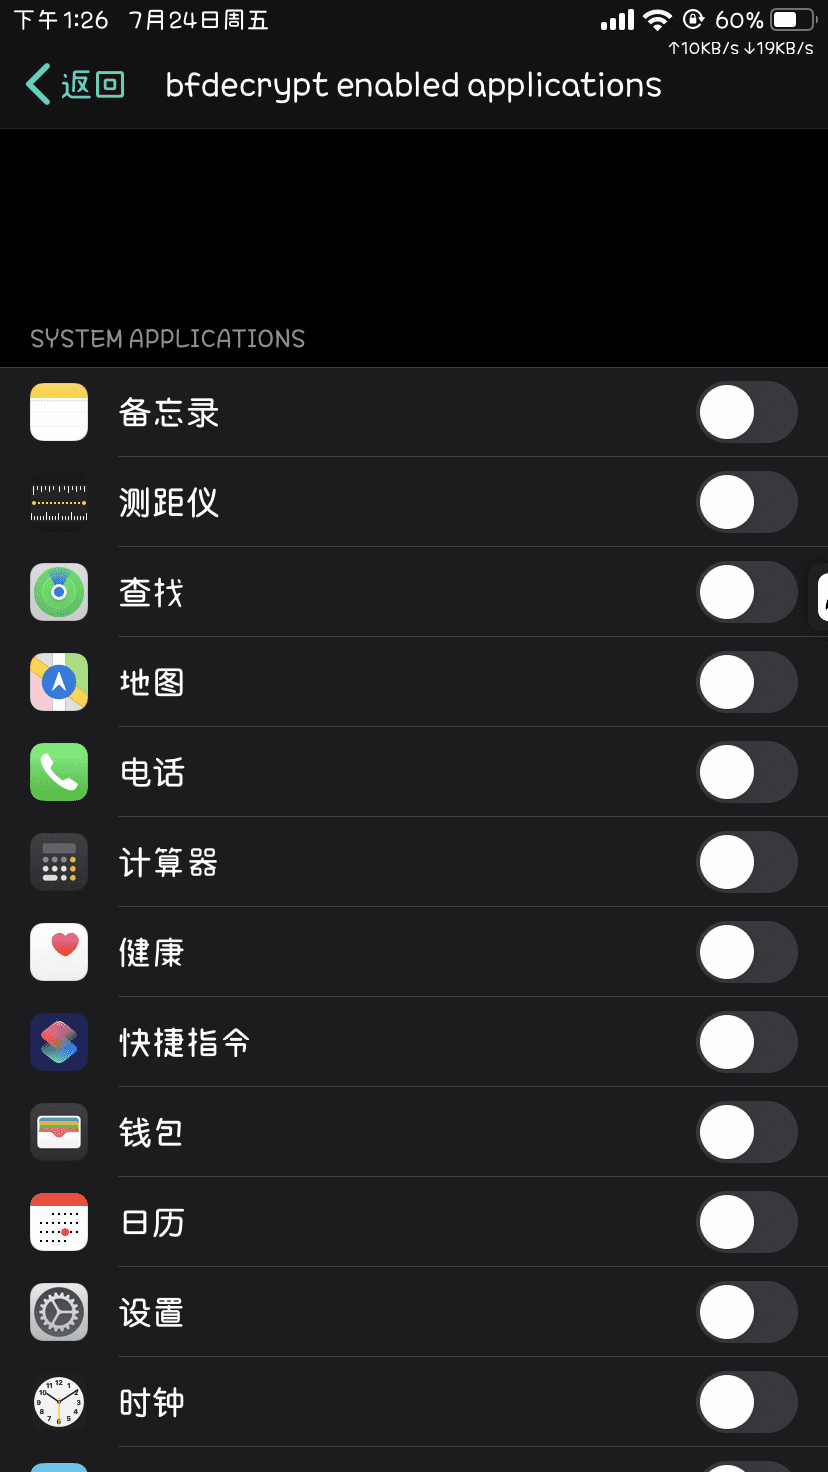 下午1:26 7月24日周五 60%
↑10KB/s ↓19KB/s
返回 bfdecrypt enabled applications
SYSTEM APPLICATIONS
备忘录
测距仪
查找
地图
电话
计算器
健康
快捷指令
钱包
日历
设置
时钟